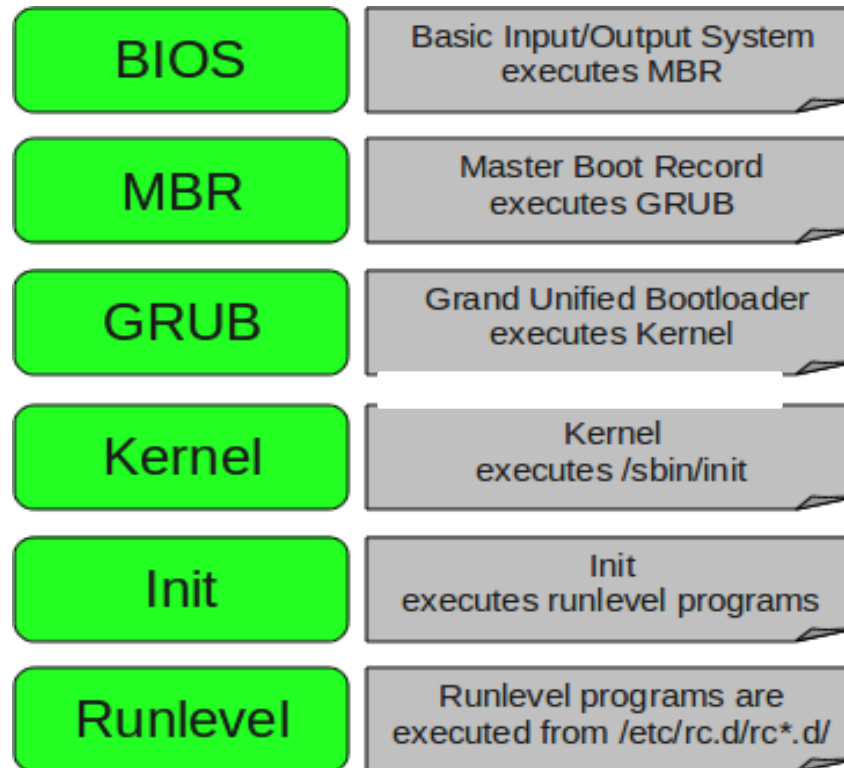 BIOS
Basic Input/Output System
executes MBR
MBR
Master Boot Record
executes GRUB
GRUB
Grand Unified Bootloader
executes Kernel
Kernel
Kernel
executes /sbin/init
Init
Init
executes runlevel programs
Runlevel
Runlevel programs are
executed from /etc/rc.d/rc*.d/